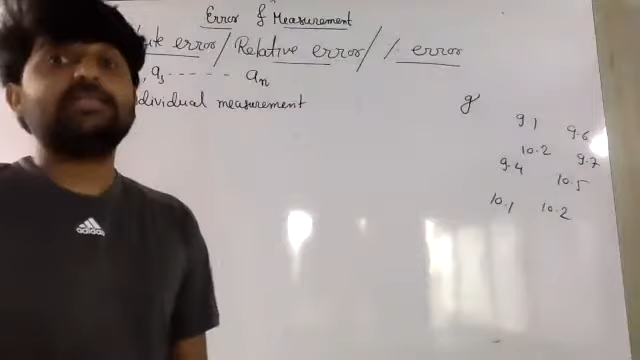 Error & Measurement
error / Relative error / % error
, a₃ ------ aₙ
dividual measurement
g
9.1
9.6
10.2
9.7
9.4
10.5
10.1
10.2
adidas